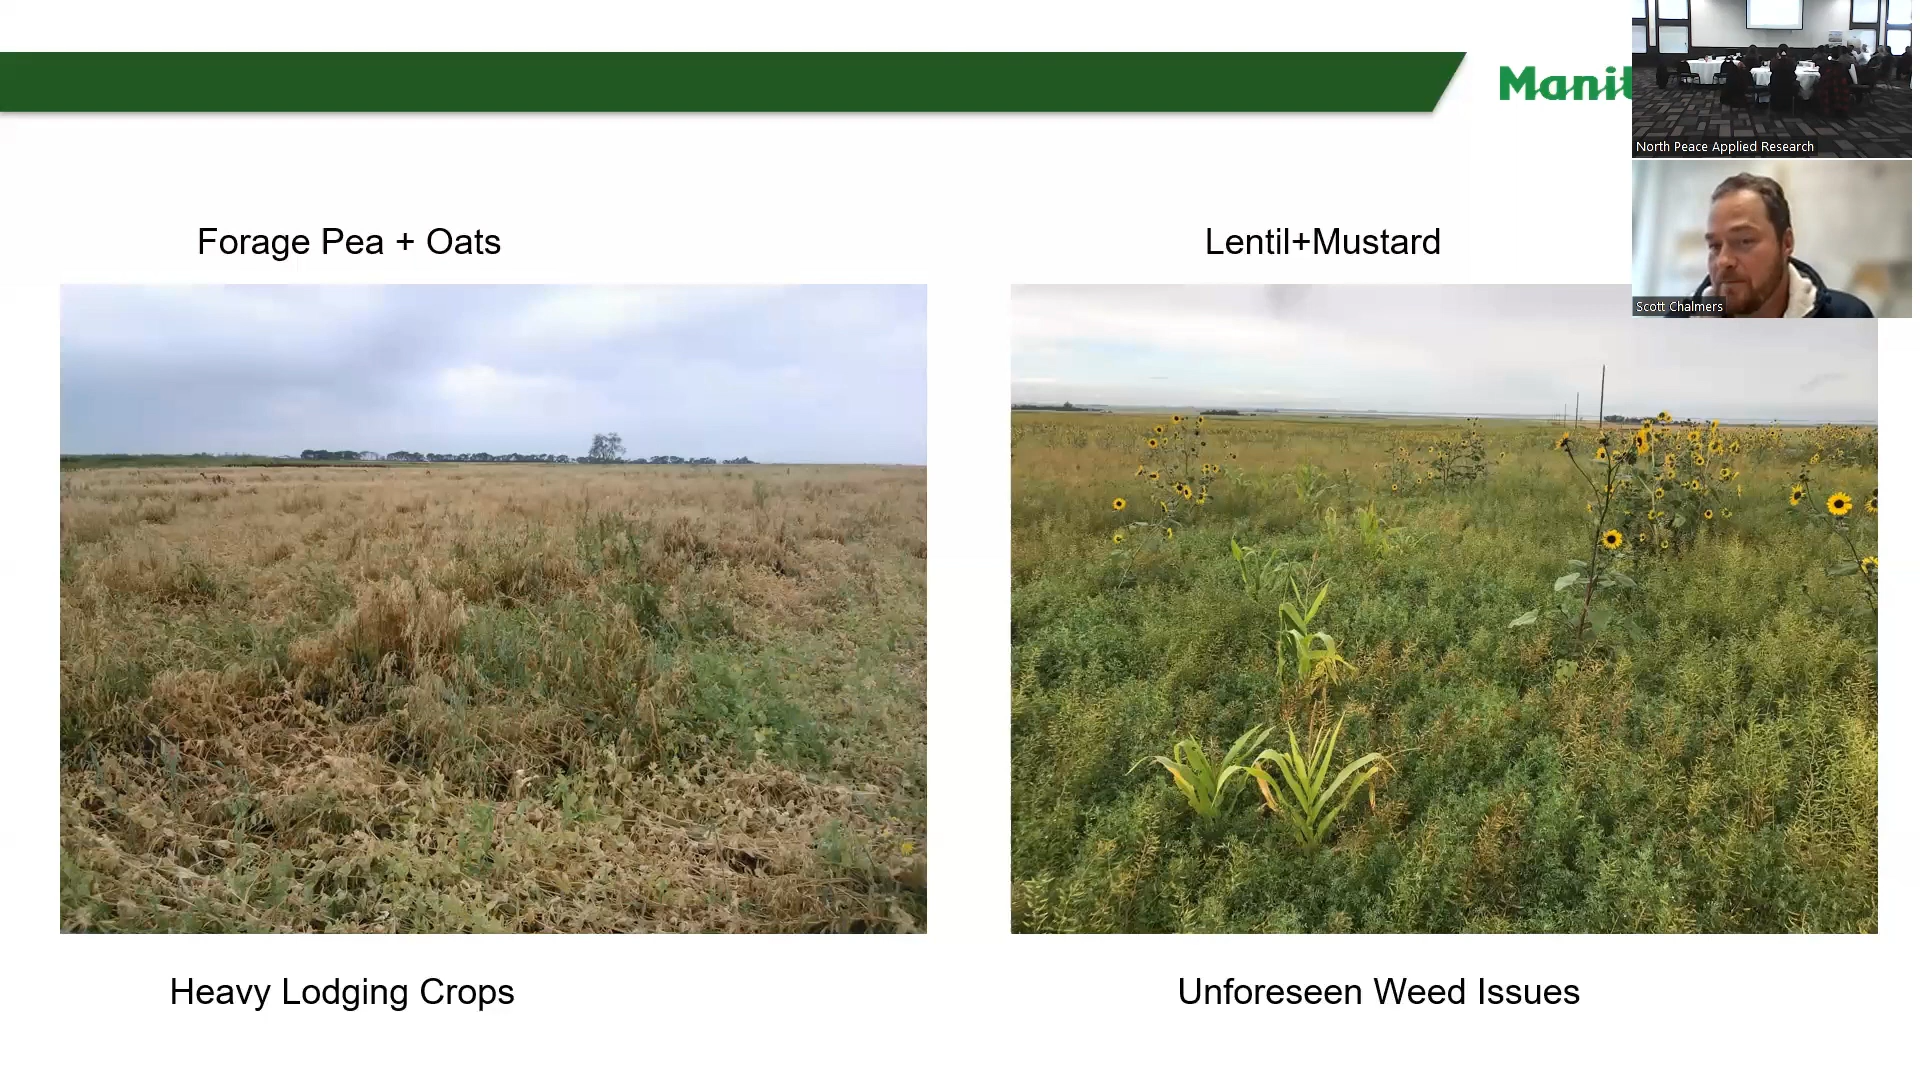 Manit
North Peace Applied Research
Scott Chalmers
Forage Pea + Oats
Lentil+Mustard
Heavy Lodging Crops
Unforeseen Weed Issues